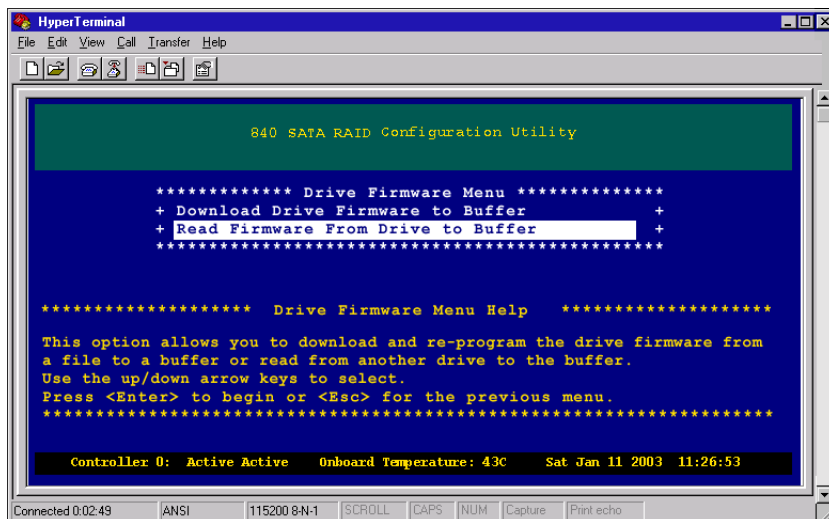 HyperTerminal
File Edit View Call Transfer Help
840 SATA RAID Configuration Utility
************* Drive Firmware Menu **************
+ Download Drive Firmware to Buffer +
+ Read Firmware From Drive to Buffer +
*************************************************
******************** Drive Firmware Menu Help ********************
This option allows you to download and re-program the drive firmware from
a file to a buffer or read from another drive to the buffer.
Use the up/down arrow keys to select.
Press <Enter> to begin or <Esc> for the previous menu.
**********************************************************************
Controller 0: Active Active Onboard Temperature: 43C Sat Jan 11 2003 11:26:53
Connected 0:02:49 ANSI 115200 8-N-1 SCROLL CAPS NUM Capture Print echo